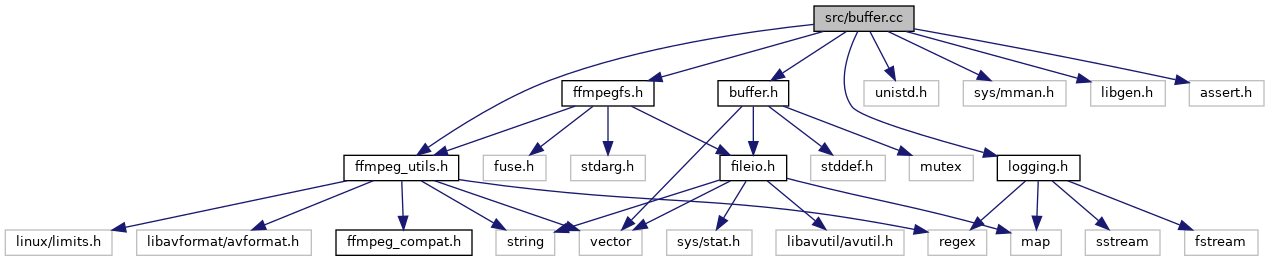 src/buffer.cc
ffmpegfs.h
buffer.h
unistd.h
sys/mman.h
libgen.h
assert.h
ffmpeg_utils.h
fuse.h
stdarg.h
fileio.h
stddef.h
mutex
logging.h
linux/limits.h
libavformat/avformat.h
ffmpeg_compat.h
string
vector
sys/stat.h
libavutil/avutil.h
regex
map
sstream
fstream